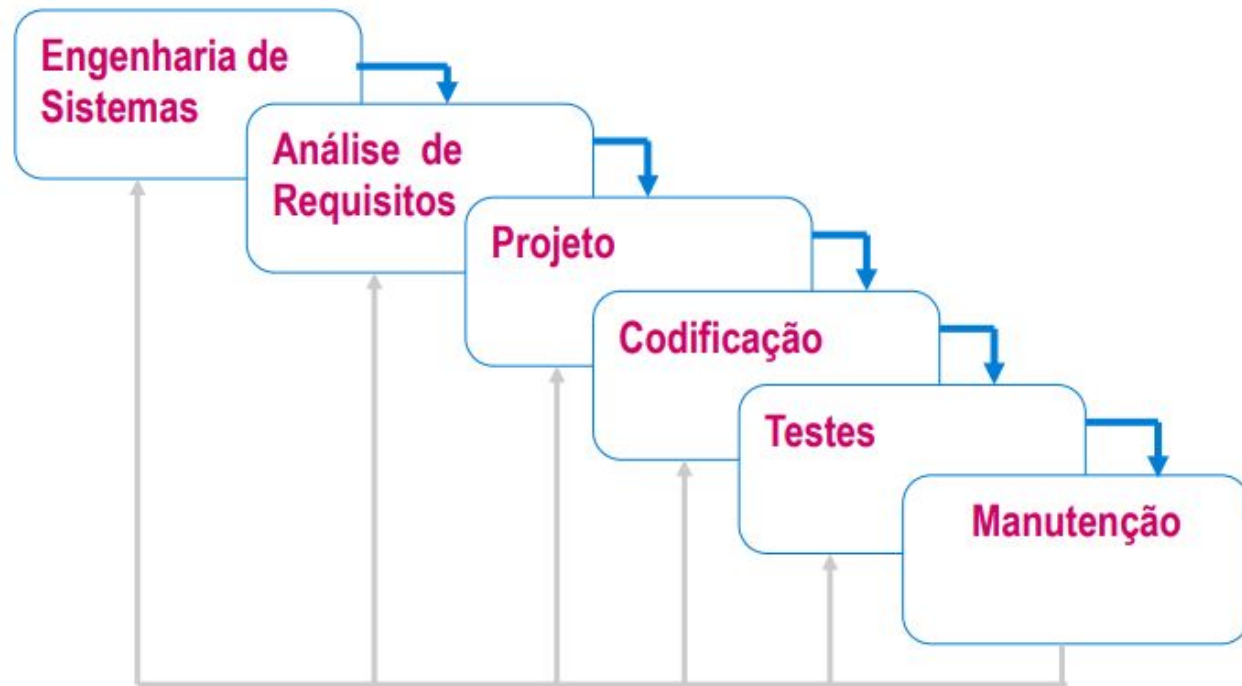 Engenharia de
Sistemas
Análise de
Requisitos
Projeto
Codificação
Testes
Manutenção